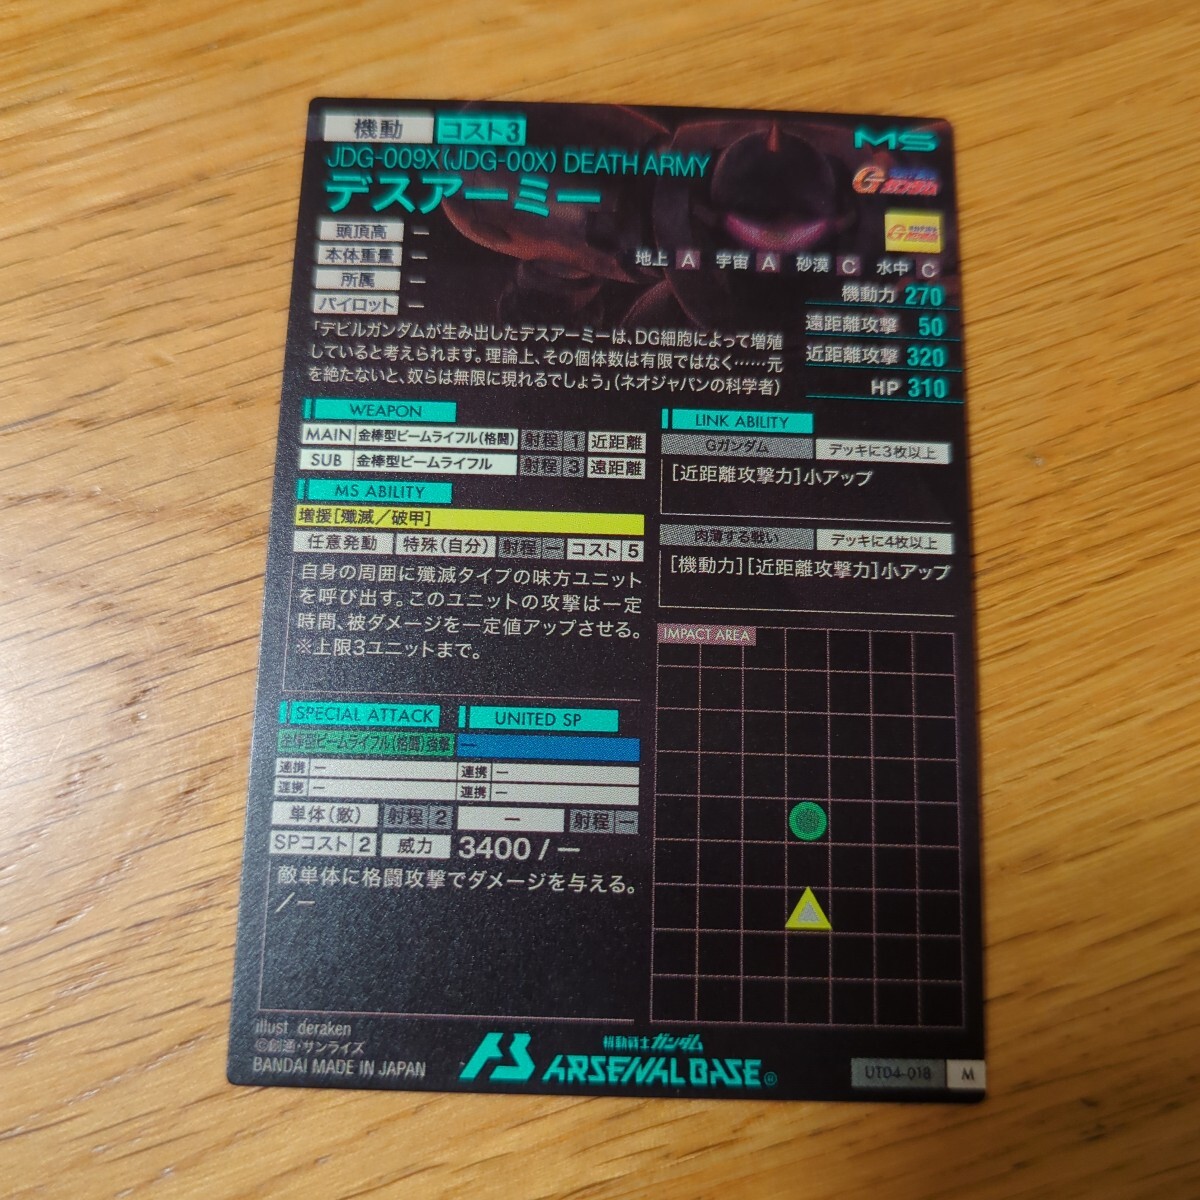 機動 コスト3 MS
JDG-009X(JDG-00X) DEATH ARMY
デスアーミー
Gガンダム
頭頂高 ー
本体重量 ー
所属 ー
パイロット ー
地上 A 宇宙 A 砂漠 C 水中 C
機動力 270
遠距離攻撃 50
近距離攻撃 320
HP 310
「デビルガンダムが生み出したデスアーミーは、DG細胞によって増殖
していると考えられます。理論上、その個体数は有限ではなく……元
を絶たないと、奴らは無限に現れるでしょう」(ネオジャパンの科学者)
WEAPON
MAIN 金棒型ビームライフル(格闘) 射程 1 近距離
SUB 金棒型ビームライフル 射程 3 遠距離
MS ABILITY
増援[殲滅／破甲]
任意発動 特殊(自分) 射程 ー コスト 5
自身の周囲に殲滅タイプの味方ユニット
を呼び出す。このユニットの攻撃は一定
時間、被ダメージを一定値アップさせる。
※上限3ユニットまで。
LINK ABILITY
Gガンダム デッキに3枚以上
[近距離攻撃力]小アップ
肉薄する戦い デッキに4枚以上
[機動力][近距離攻撃力]小アップ
IMPACT AREA
SPECIAL ATTACK UNITED SP
金棒型ビームライフル(格闘)強撃 ー
連携 ー 連携 ー
連携 ー 連携 ー
単体(敵) 射程 2 ー 射程 ー
SPコスト 2 威力 3400 / ー
敵単体に格闘攻撃でダメージを与える。
／ー
illust deraken
©創通・サンライズ
BANDAI MADE IN JAPAN
機動戦士ガンダム
AB ARSENAL BASE®
UT04-018 M